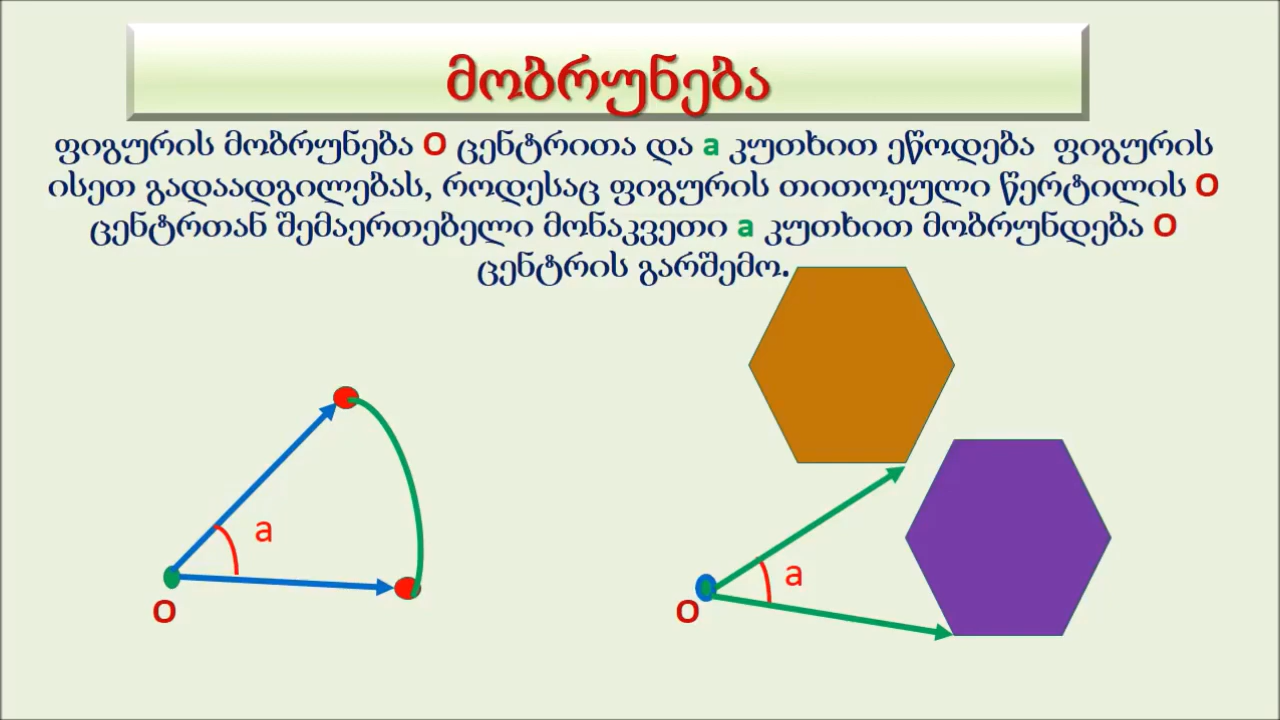 მობრუნება
ფიგურის მობრუნება O ცენტრითა და a კუთხით ეწოდება ფიგურის
ისეთ გადაადგილებას, როდესაც ფიგურის თითოეული წერტილის O
ცენტრთან შემაერთებელი მონაკვეთი a კუთხით მობრუნდება O
ცენტრის გარშემო.
a
O
a
O